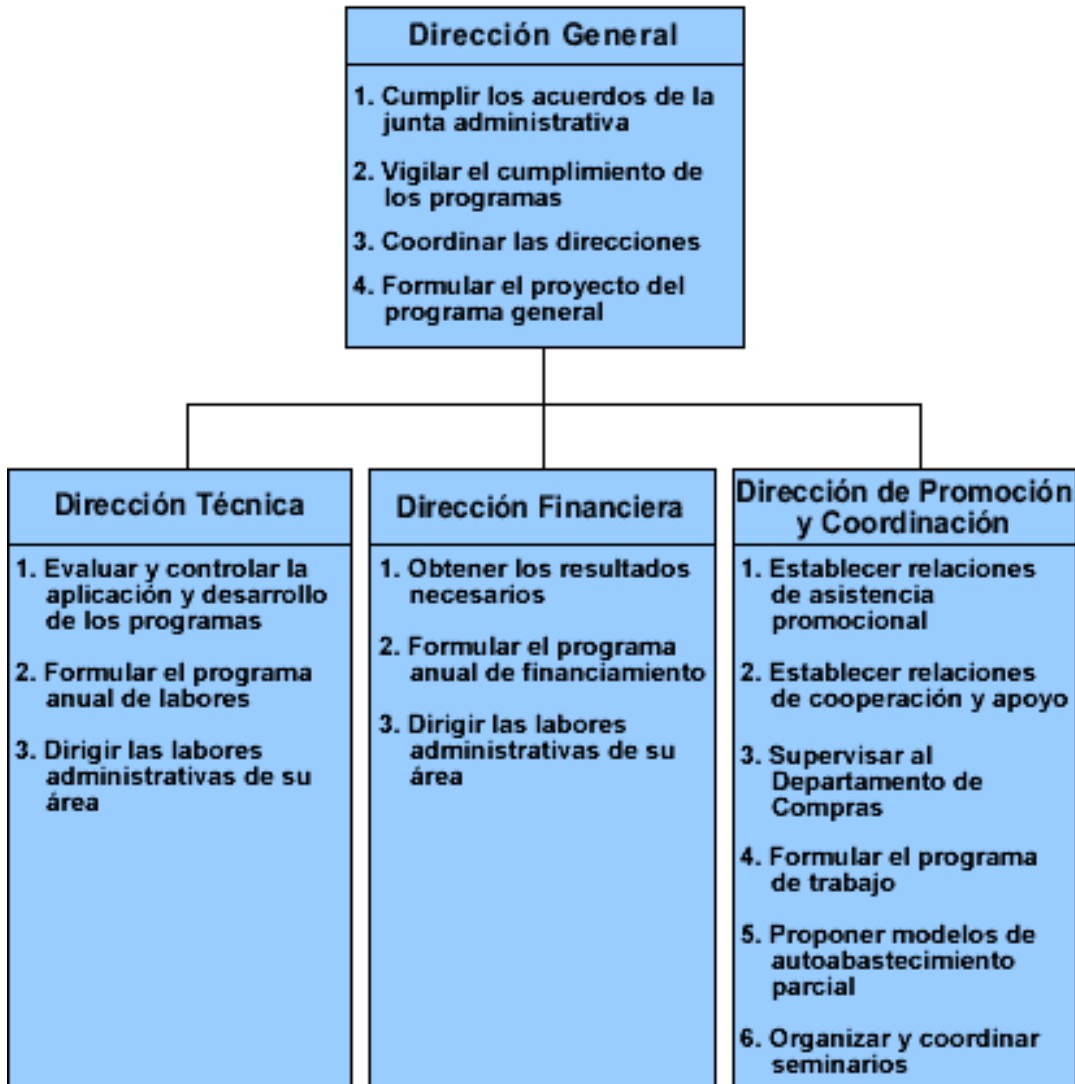 Dirección General
1. Cumplir los acuerdos de la
junta administrativa
2. Vigilar el cumplimiento de
los programas
3. Coordinar las direcciones
4. Formular el proyecto del
programa general
Dirección Técnica
1. Evaluar y controlar la
aplicación y desarrollo
de los programas
2. Formular el programa
anual de labores
3. Dirigir las labores
administrativas de su
área
Dirección Financiera
1. Obtener los resultados
necesarios
2. Formular el programa
anual de financiamiento
3. Dirigir las labores
administrativas de su
área
Dirección de Promoción
y Coordinación
1. Establecer relaciones
de asistencia
promocional
2. Establecer relaciones
de cooperación y apoyo
3. Supervisar al
Departamento de
Compras
4. Formular el programa
de trabajo
5. Proponer modelos de
autoabastecimiento
parcial
6. Organizar y coordinar
seminarios